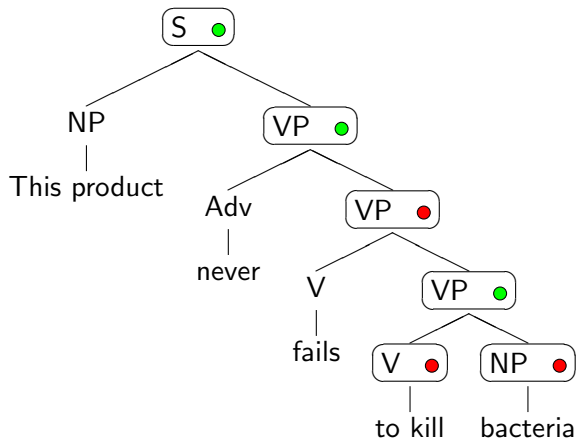 S
NP VP
This product
Adv VP
never
V VP
fails
V NP
to kill bacteria